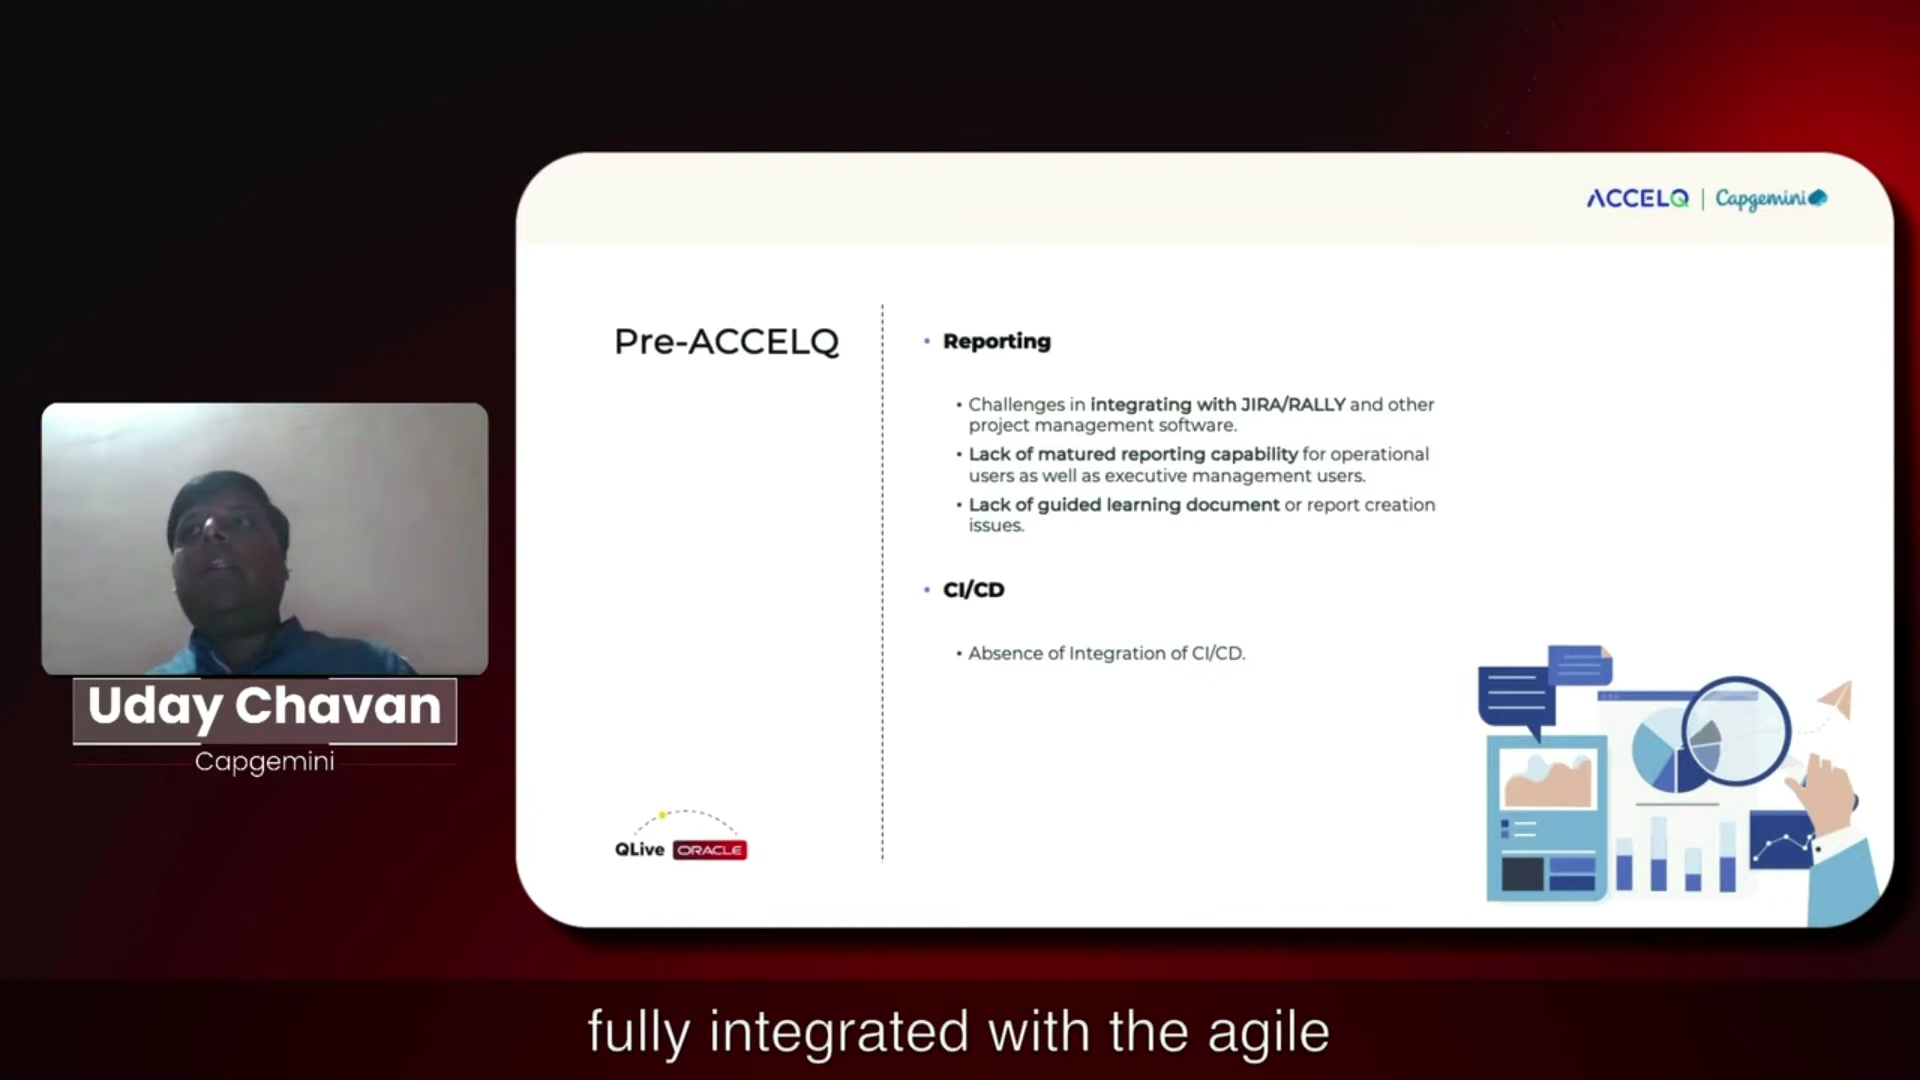 ACCELQ | Capgemini
Pre-ACCELQ
• Reporting
• Challenges in integrating with JIRA/RALLY and other
project management software.
• Lack of matured reporting capability for operational
users as well as executive management users.
• Lack of guided learning document or report creation
issues.
• CI/CD
• Absence of Integration of CI/CD.
Uday Chavan
Capgemini
QLive ORACLE
fully integrated with the agile